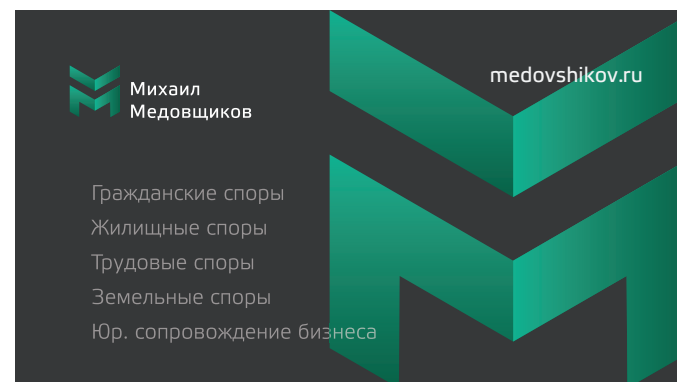 Михаил
Медовщиков
medovshikov.ru
Гражданские споры
Жилищные споры
Трудовые споры
Земельные споры
Юр. сопровождение бизнеса